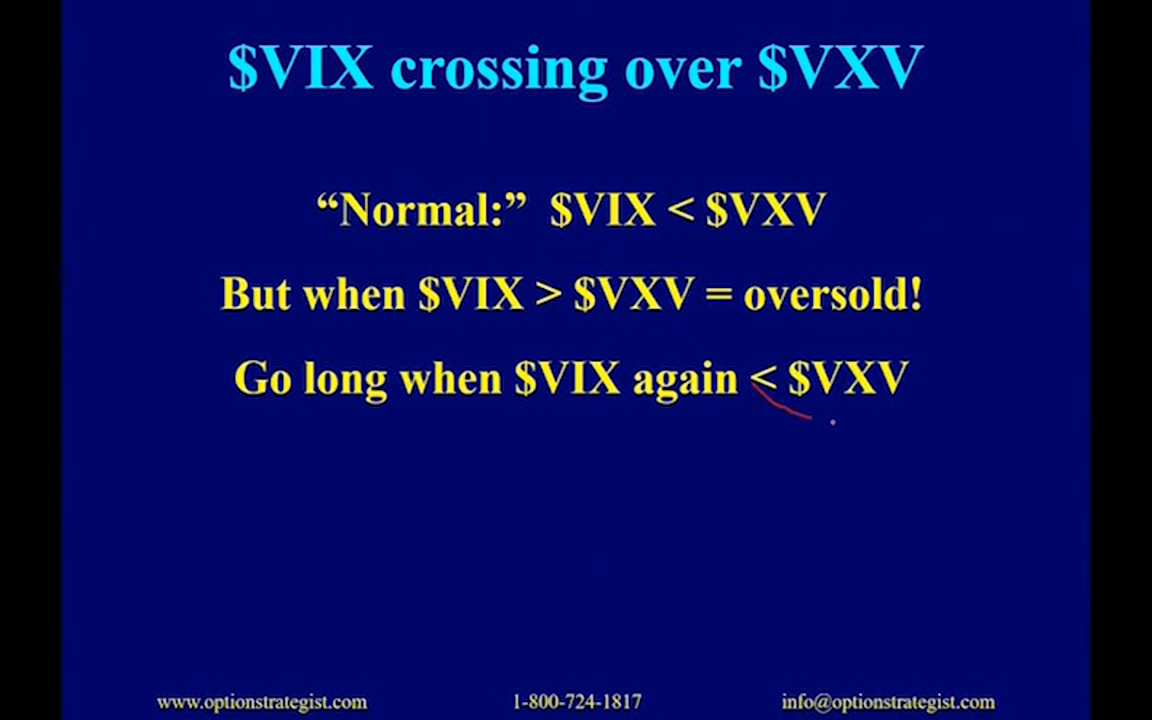 $VIX crossing over $VXV
“Normal:” $VIX < $VXV
But when $VIX > $VXV = oversold!
Go long when $VIX again < $VXV
www.optionstrategist.com 1-800-724-1817 info@optionstrategist.com